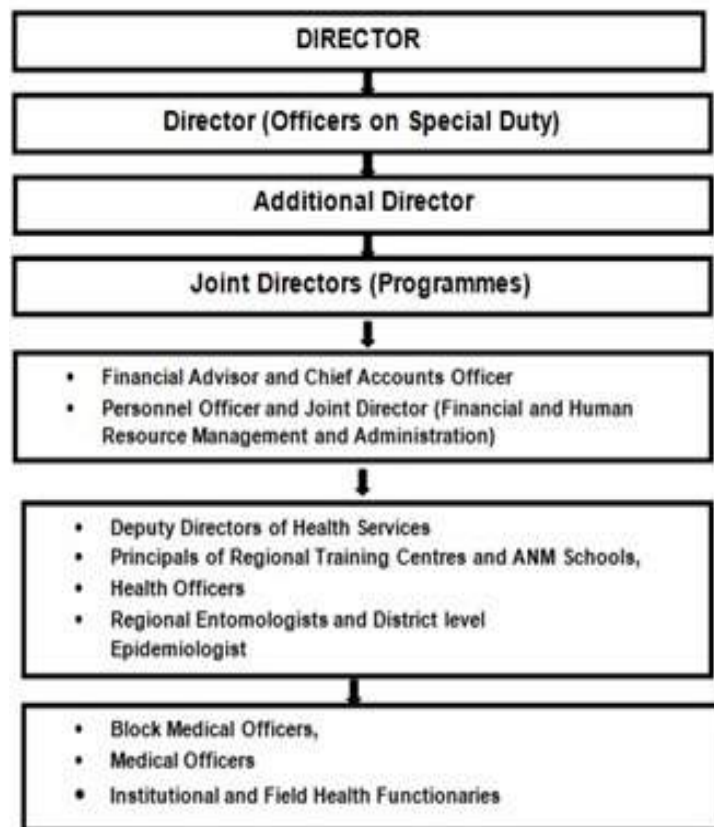 DIRECTOR
Director (Officers on Special Duty)
Additional Director
Joint Directors (Programmes)
• Financial Advisor and Chief Accounts Officer
• Personnel Officer and Joint Director (Financial and Human
Resource Management and Administration)
• Deputy Directors of Health Services
• Principals of Regional Training Centres and ANM Schools,
• Health Officers
• Regional Entomologists and District level
Epidemiologist
• Block Medical Officers,
• Medical Officers
• Institutional and Field Health Functionaries